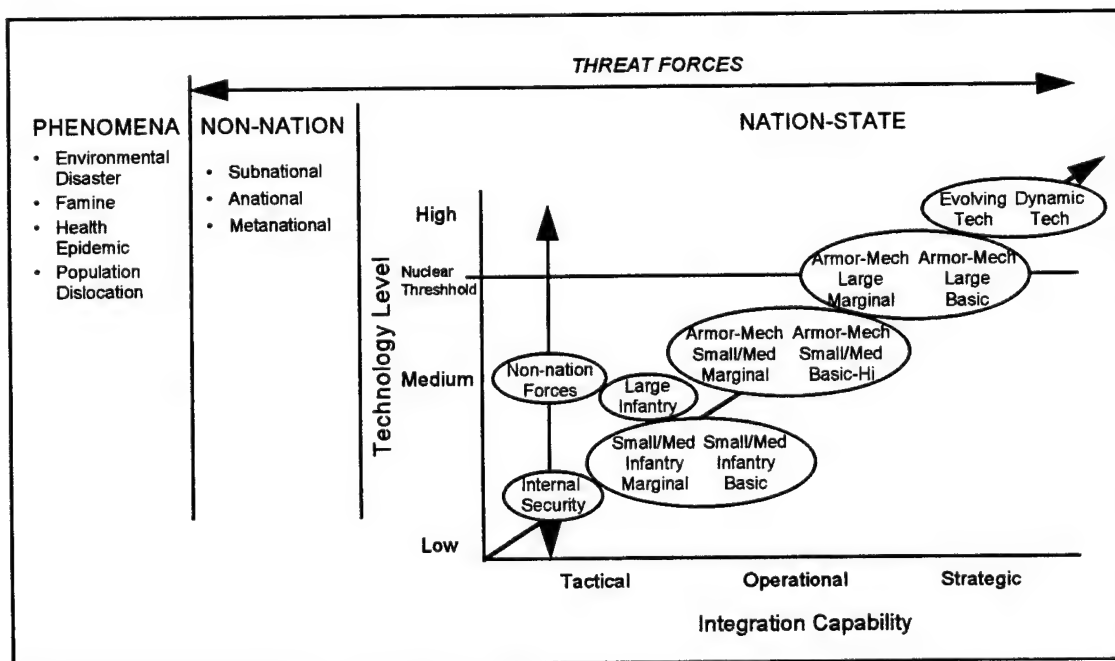 THREAT FORCES
PHENOMENA
• Environmental
Disaster
• Famine
• Health
Epidemic
• Population
Dislocation
NON-NATION
• Subnational
• Anational
• Metanational
NATION-STATE
Technology Level
High
Nuclear
Threshhold
Medium
Low
Evolving Dynamic
Tech Tech
Armor-Mech Armor-Mech
Large Large
Marginal Basic
Armor-Mech Armor-Mech
Small/Med Small/Med
Marginal Basic-Hi
Non-nation
Forces
Large
Infantry
Small/Med Small/Med
Infantry Infantry
Marginal Basic
Internal
Security
Tactical Operational Strategic
Integration Capability